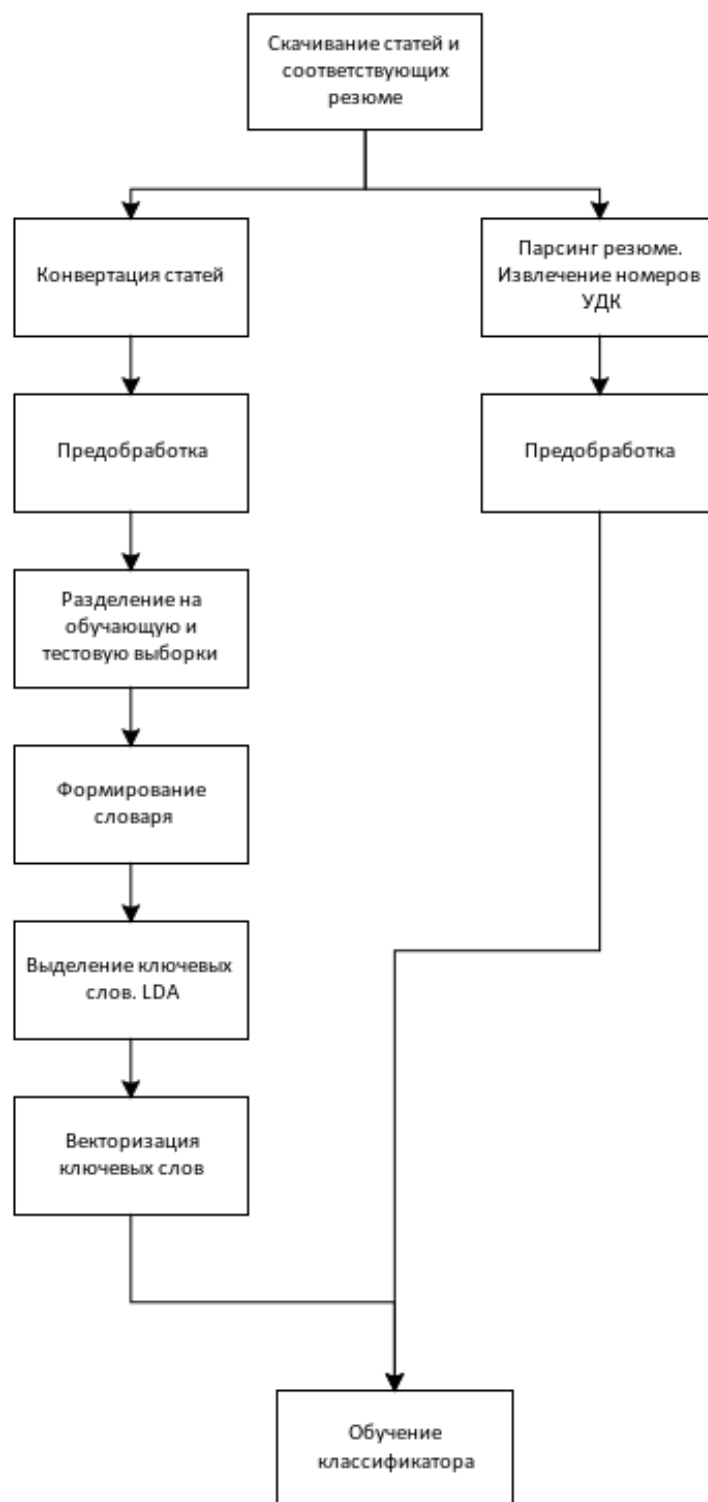 Скачивание статей и
соответствующих
резюме
Конвертация статей
Парсинг резюме.
Извлечение номеров
УДК
Предобработка
Предобработка
Разделение на
обучающую и
тестовую выборки
Формирование
словаря
Выделение ключевых
слов. LDA
Векторизация
ключевых слов
Обучение
классификатора